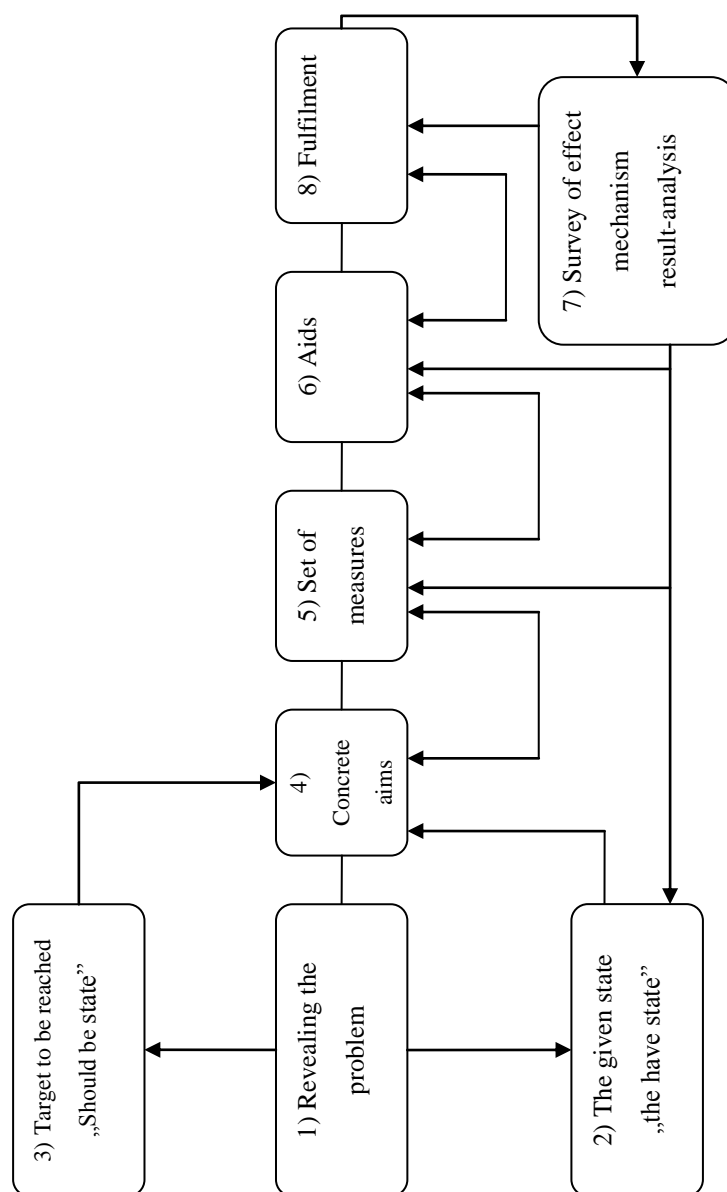 1) Revealing the
problem
2) The given state
„the have state”
3) Target to be reached
„Should be state”
4)
Concrete
aims
5) Set of
measures
6) Aids
7) Survey of effect
mechanism
result-analysis
8) Fulfilment